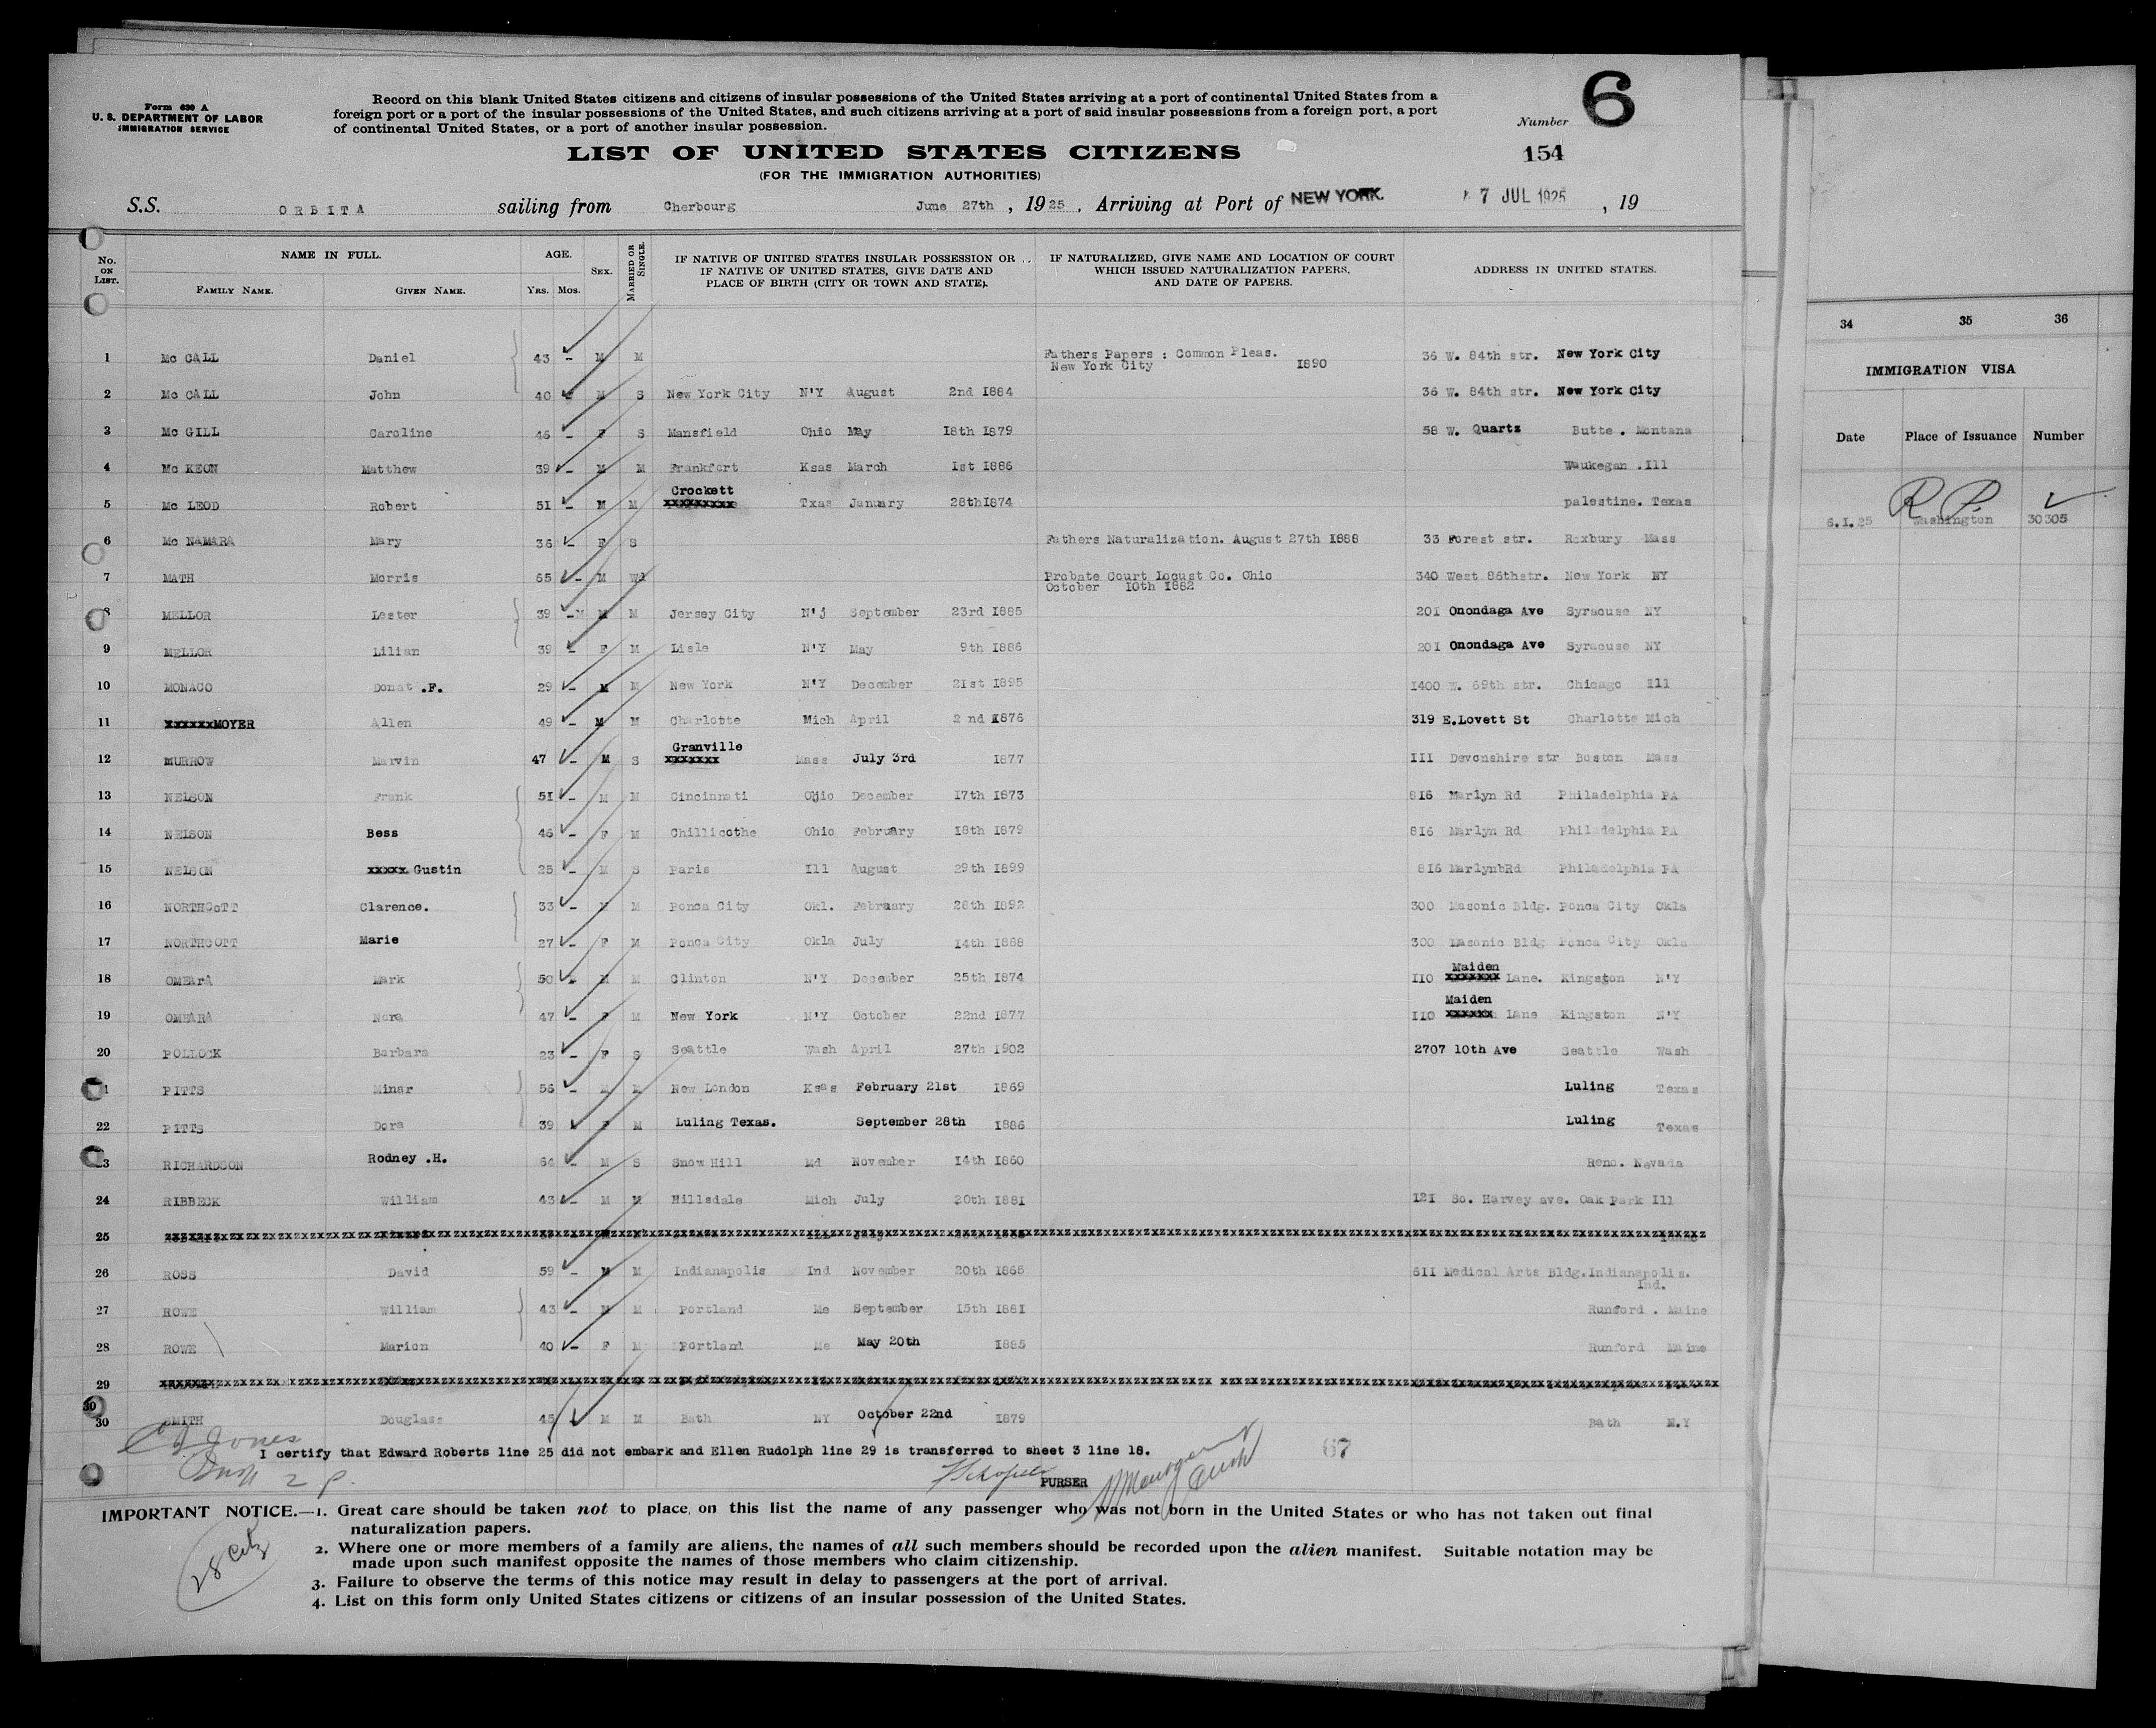 Form 630 A
U. S. DEPARTMENT OF LABOR
IMMIGRATION SERVICE
Record on this blank United States citizens and citizens of insular possessions of the United States arriving at a port of continental United States from a
foreign port or a port of the insular possessions of the United States, and such citizens arriving at a port of said insular possessions from a foreign port, a port
of continental United States, or a port of another insular possession.
Number 6
154
LIST OF UNITED STATES CITIZENS
(FOR THE IMMIGRATION AUTHORITIES)
S.S. ORBITA sailing from Cherbourg June 27th , 1925 , Arriving at Port of NEW YORK. 7 JUL 1925 , 19
No. ON LIST. NAME IN FULL. FAMILY NAME. GIVEN NAME. AGE. YRS. MOS. SEX. MARRIED OR SINGLE. IF NATIVE OF UNITED STATES INSULAR POSSESSION OR IF NATIVE OF UNITED STATES, GIVE DATE AND PLACE OF BIRTH (CITY OR TOWN AND STATE). IF NATURALIZED, GIVE NAME AND LOCATION OF COURT WHICH ISSUED NATURALIZATION PAPERS, AND DATE OF PAPERS. ADDRESS IN UNITED STATES.
1 Mc CALL Daniel 43 - M M Fathers Papers : Common Pleas. New York City 1890 36 W. 84th str. New York City
2 Mc CALL John 40 M S New York City N'Y August 2nd 1884 36 W. 84th str. New York City
3 Mc GILL Caroline 46 - F S Mansfield Ohio May 18th 1879 58 W. Quartz Butte . Montana
4 Mc KEON Matthew 39 - M M Frankfort Ksas March 1st 1886 Waukegan .Ill
5 Mc LEOD Robert 51 - M M Crockett xxxxxxxxx Txas January 28th1874 palestine. Texas
6 Mc NAMARA Mary 36 - F S Fathers Naturalization. August 27th 1888 33 Forest str. Roxbury Mass
7 MATH Morris 65 - M Wd Probate Court Locust Co. Ohio October 10th 1882 340 West 86thstr. New York NY
8 MELLOR Lester 39 - M M Jersey City N'j September 23rd 1885 201 Onondaga Ave Syracuse NY
9 MELLOR Lilian 39 - F M Lisle N'Y May 9th 1886 201 Onondaga Ave Syracuse NY
10 MONACO Donat .F. 29 - M M New York N'Y December 21st 1895 1400 W. 69th str. Chicago Ill
11 xxxxxxMOYER Allen 49 - M M Charlotte Mich April 2 nd 1876 319 E.Lovett St Charlotte Mich
12 MURROW Marvin 47 - M S Granville xxxxxxx Mass July 3rd 1877 111 Devonshire str Boston Mass
13 NELSON Frank 51 - M M Cincinnati Ohio December 17th 1873 816 Marlyn Rd Philadelphia PA
14 NELSON Bess 46 - F M Chillicothe Ohio February 18th 1879 816 Marlyn Rd Philadelphia PA
15 NELSON xxxxx Gustin 25 - M S Paris Ill August 29th 1899 816 MarlynbRd Philadelphia PA
16 NORTHCoTT Clarence. 33 - M M Ponca City Okl. February 28th 1892 300 Masonic Bldg. Ponca City Okla
17 NORTHCOTT Marie 27 - F M Ponca City Okla July 14th 1888 300 Masonic Bldg Ponca City Okla
18 OMEArA Mark 50 - M M Clinton N'Y December 25th 1874 110 Maiden xxxxxxx Lane. Kingston N'Y
19 OMEARA Nora 47 - F M New York N'Y October 22nd 1877 110 Maiden xxxxxx Lane Kingston N'Y
20 POLLOCK Barbara 23 - F S Seattle Wash April 27th 1902 2707 10th Ave Seattle Wash
PITTS Minar 56 - M M New London Ksas February 21st 1869 Luling Texas
22 PITTS Dora 39 F M Luling Texas. September 28th 1886 Luling Texas
RICHARDSON Rodney .H. 64 - M S Snow Hill Md November 14th 1860 Reno. Nevada
24 RIBBECK William 43 - M M Hillsdale Mich July 20th 1881 121 So. Harvey ave. Oak park Ill
25
26 ROSS David 59 - M M Indianapolis Ind November 20th 1865 611 Medical Arts Bldg.Indianapolis. Ind.
27 ROWE William 43 - M M Portland Me September 15th 1881 Runford . Maine
28 ROWE Marion 40 - F M Portland Me May 20th 1885 Runford Maine
29
30 30 SMITH Douglass 45 M M Bath NY October 22nd 1879 Bath N.Y
I certify that Edward Roberts line 25 did not embark and Ellen Rudolph line 29 is transferred to sheet 3 line 18.
67
PURSER
IMPORTANT NOTICE.—1. Great care should be taken not to place on this list the name of any passenger who was not born in the United States or who has not taken out final
naturalization papers.
2. Where one or more members of a family are aliens, the names of all such members should be recorded upon the alien manifest. Suitable notation may be
made upon such manifest opposite the names of those members who claim citizenship.
3. Failure to observe the terms of this notice may result in delay to passengers at the port of arrival.
4. List on this form only United States citizens or citizens of an insular possession of the United States.
28 Citz
34 35 36
IMMIGRATION VISA
Date Place of Issuance Number
R.P.
6.1.25 Washington 30305